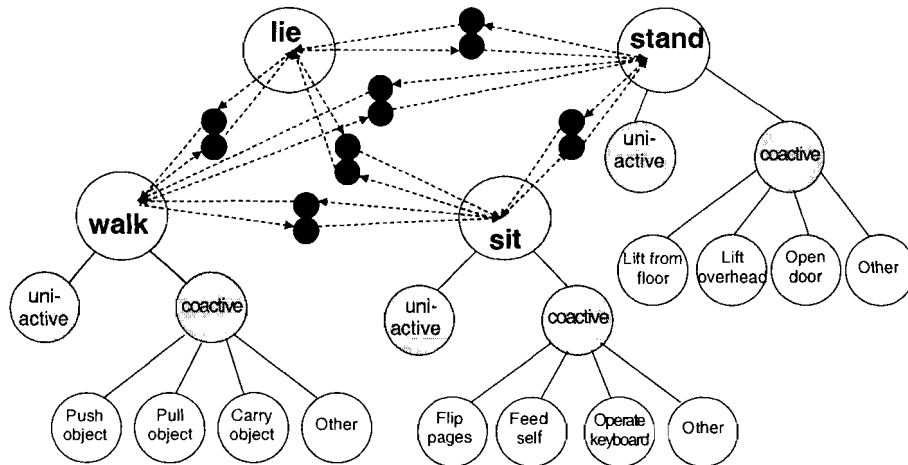 lie
stand
uni-
active
coactive
walk
sit
Lift from
floor
Lift
overhead
Open
door
Other
uni-
active
coactive
uni-
active
coactive
Push
object
Pull
object
Carry
object
Other
Flip
pages
Feed
self
Operate
keyboard
Other